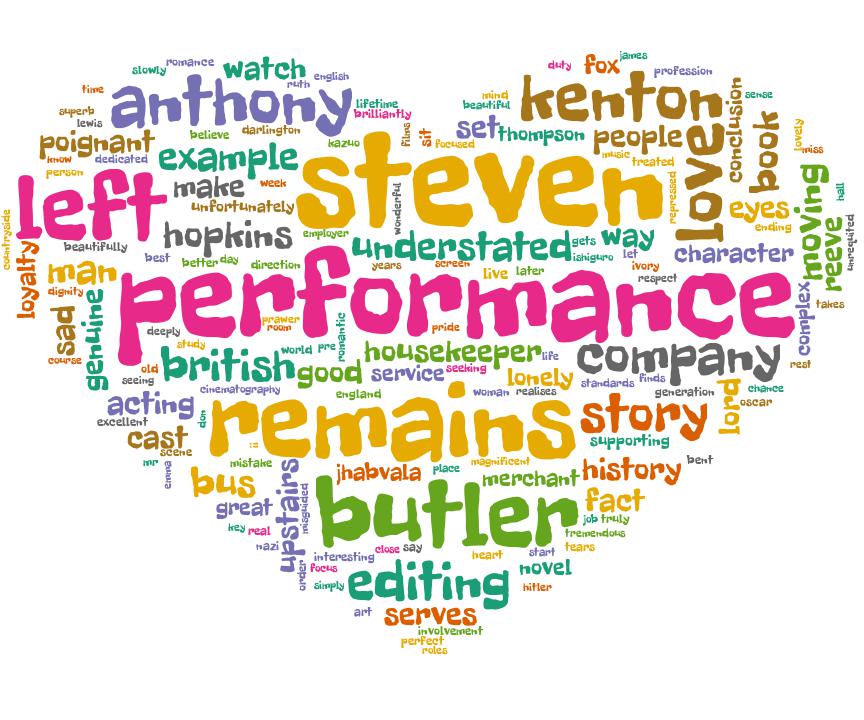 slowly
romance
watch
ruth
english
duty
fox
james
profession
time
anthony
lifetime
brilliantly
mind
beautiful
kenton
conclusion
sense
superb
lewis
believe
darlington
kazuo
films
sit
set
thompson
focused
people
love
book
lovely
miss
poignant
know
dedicated
person
example
steven
music
treated
left
make
week
unfortunately
wonderful
repressed
eyes
ending
moving
reeve
hall
unrequited
countryside
loyalty
beautifully
hopkins
employer
understated
gets
ishiguro
way
let
character
best
better
day
direction
years
screen
live
later
ivory
respect
man
dignity
sad
genuine
performance
complex
takes
course
deeply
study
prawer
room
romantic
pride
old
seeing
british
world
pre
good
housekeeper
life
service
seeking
company
rest
lonely
standards
finds
generation
lord
chance
oscar
cinematography
england
woman
realises
acting
excellent
cast
scene
don
remains
story
supporting
mr
emma
mistake
jhabvala
place
magnificent
merchant
history
bent
bus
great
upstairs
misguided
butler
fact
job
truly
tremendous
tears
key
real
nazi
interesting
close
say
heart
start
order
focus
simply
editing
novel
hitler
art
serves
involvement
perfect
roles